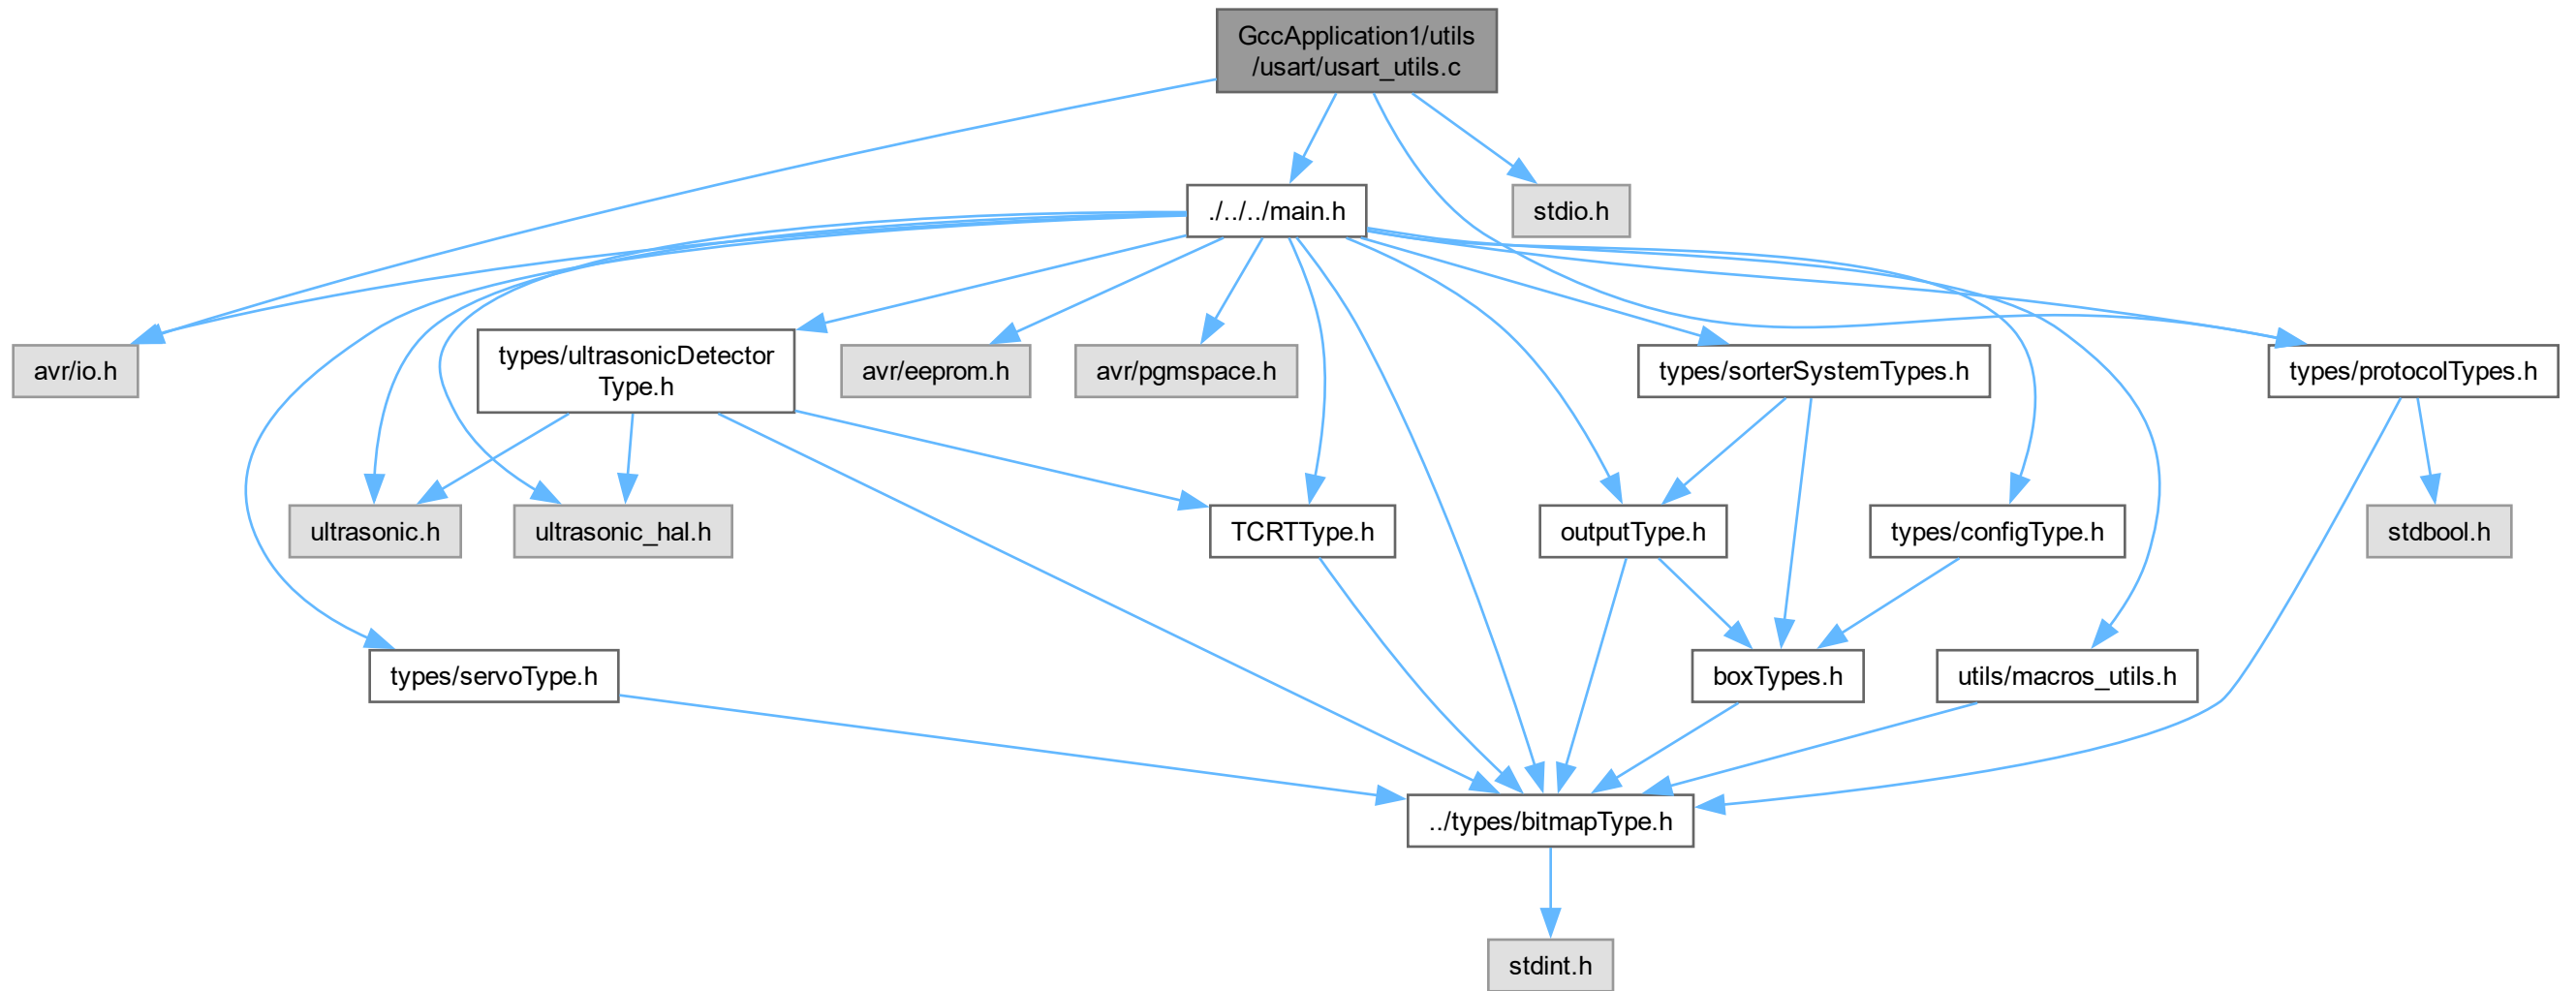 GccApplication1/utils
/usart/usart_utils.c
./../../main.h
stdio.h
avr/io.h
types/ultrasonicDetector
Type.h
avr/eeprom.h
avr/pgmspace.h
types/sorterSystemTypes.h
types/protocolTypes.h
ultrasonic.h
ultrasonic_hal.h
TCRTType.h
outputType.h
types/configType.h
stdbool.h
types/servoType.h
boxTypes.h
utils/macros_utils.h
../types/bitmapType.h
stdint.h